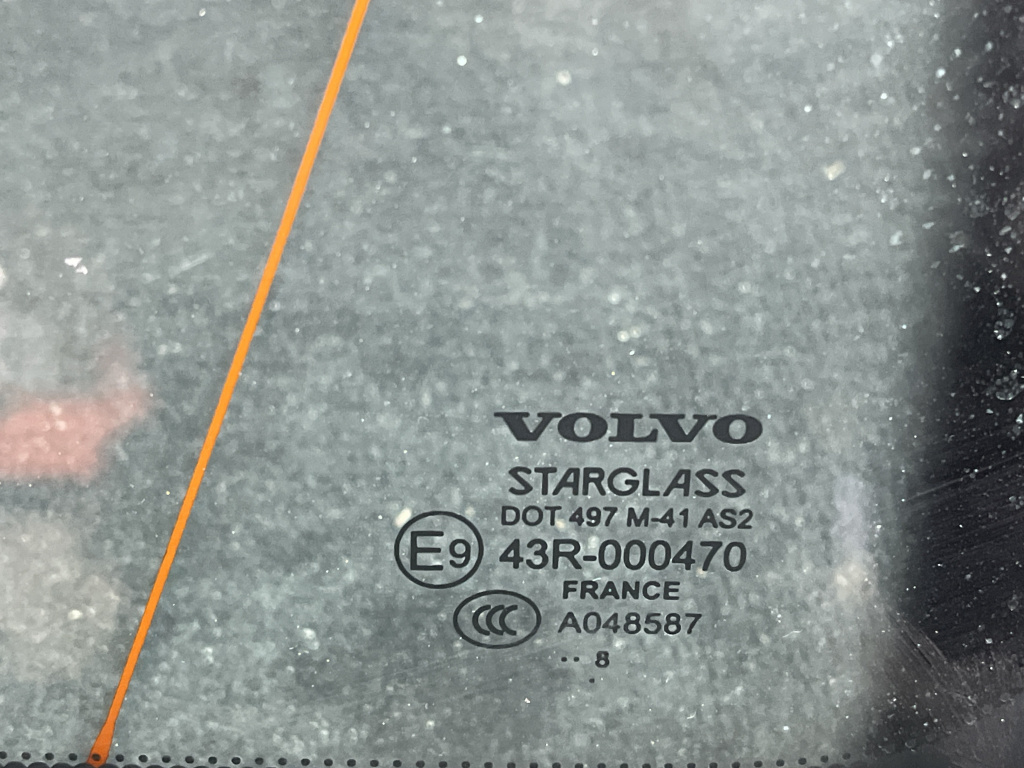 VOLVO
STARGLASS
DOT 497 M-41 AS2
E9 43R-000470
FRANCE
CCC A048587
.. 8
.